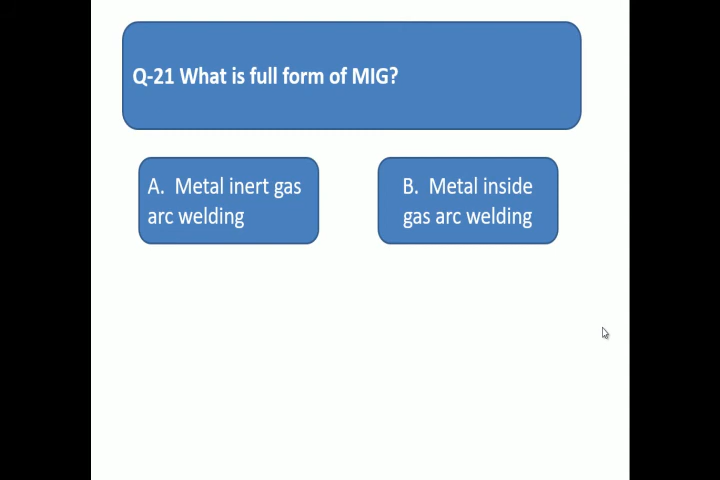 Q-21 What is full form of MIG?
A. Metal inert gas
arc welding
B. Metal inside
gas arc welding